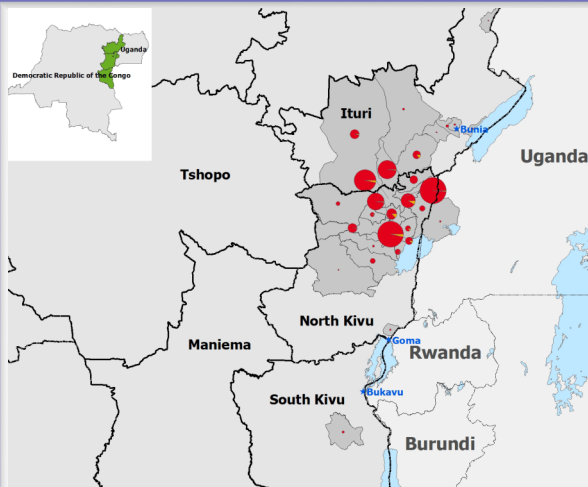 Uganda
Democratic Republic of the Congo
Ituri
Bunia
Uganda
Tshopo
North Kivu
Goma
Maniema
Rwanda
South Kivu
Bukavu
Burundi